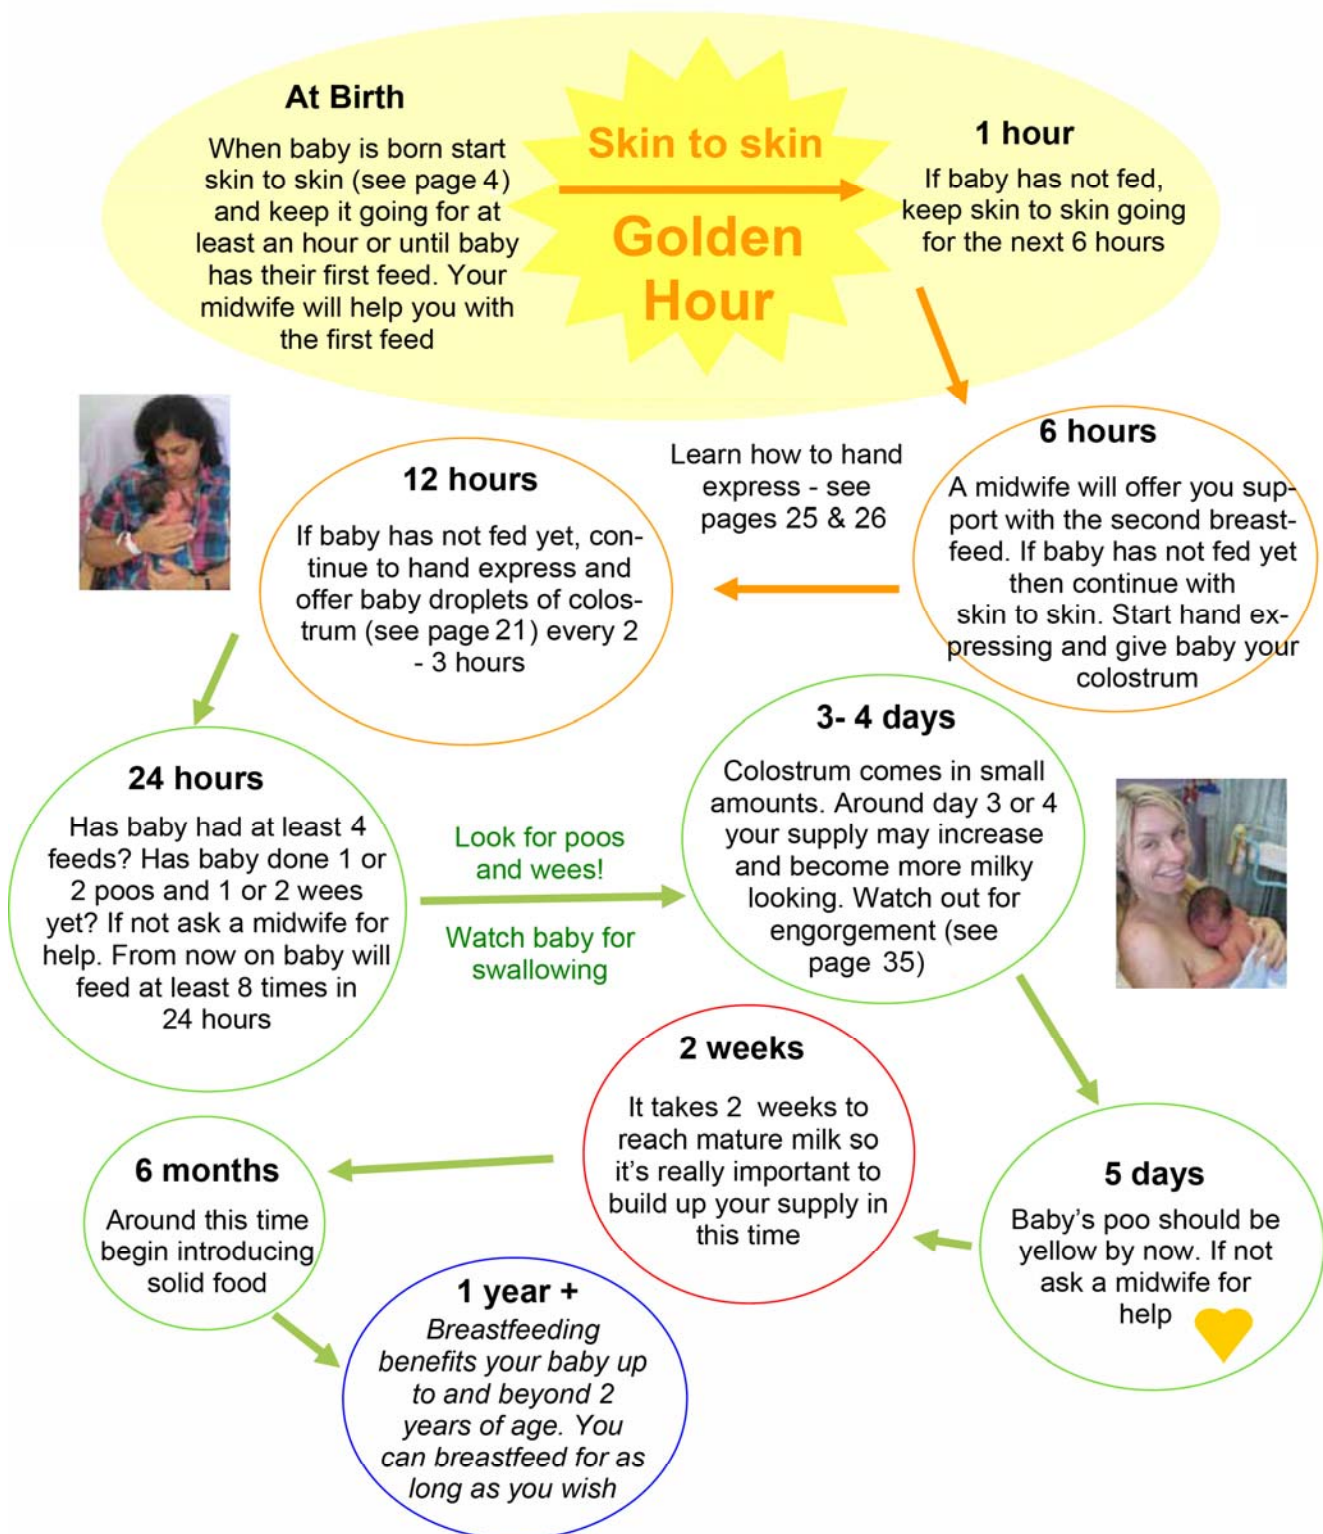 At Birth
When baby is born start
skin to skin (see page 4)
and keep it going for at
least an hour or until baby
has their first feed. Your
midwife will help you with
the first feed
Skin to skin
Golden
Hour
1 hour
If baby has not fed,
keep skin to skin going
for the next 6 hours
6 hours
A midwife will offer you sup-
port with the second breast-
feed. If baby has not fed yet
then continue with
skin to skin. Start hand ex-
pressing and give baby your
colostrum
Learn how to hand
express - see
pages 25 & 26
12 hours
If baby has not fed yet, con-
tinue to hand express and
offer baby droplets of colos-
trum (see page 21) every 2
- 3 hours
24 hours
Has baby had at least 4
feeds? Has baby done 1 or
2 poos and 1 or 2 wees
yet? If not ask a midwife for
help. From now on baby will
feed at least 8 times in
24 hours
Look for poos
and wees!
Watch baby for
swallowing
3- 4 days
Colostrum comes in small
amounts. Around day 3 or 4
your supply may increase
and become more milky
looking. Watch out for
engorgement (see
page 35)
5 days
Baby’s poo should be
yellow by now. If not
ask a midwife for
help
2 weeks
It takes 2 weeks to
reach mature milk so
it’s really important to
build up your supply in
this time
6 months
Around this time
begin introducing
solid food
1 year +
Breastfeeding
benefits your baby up
to and beyond 2
years of age. You
can breastfeed for as
long as you wish